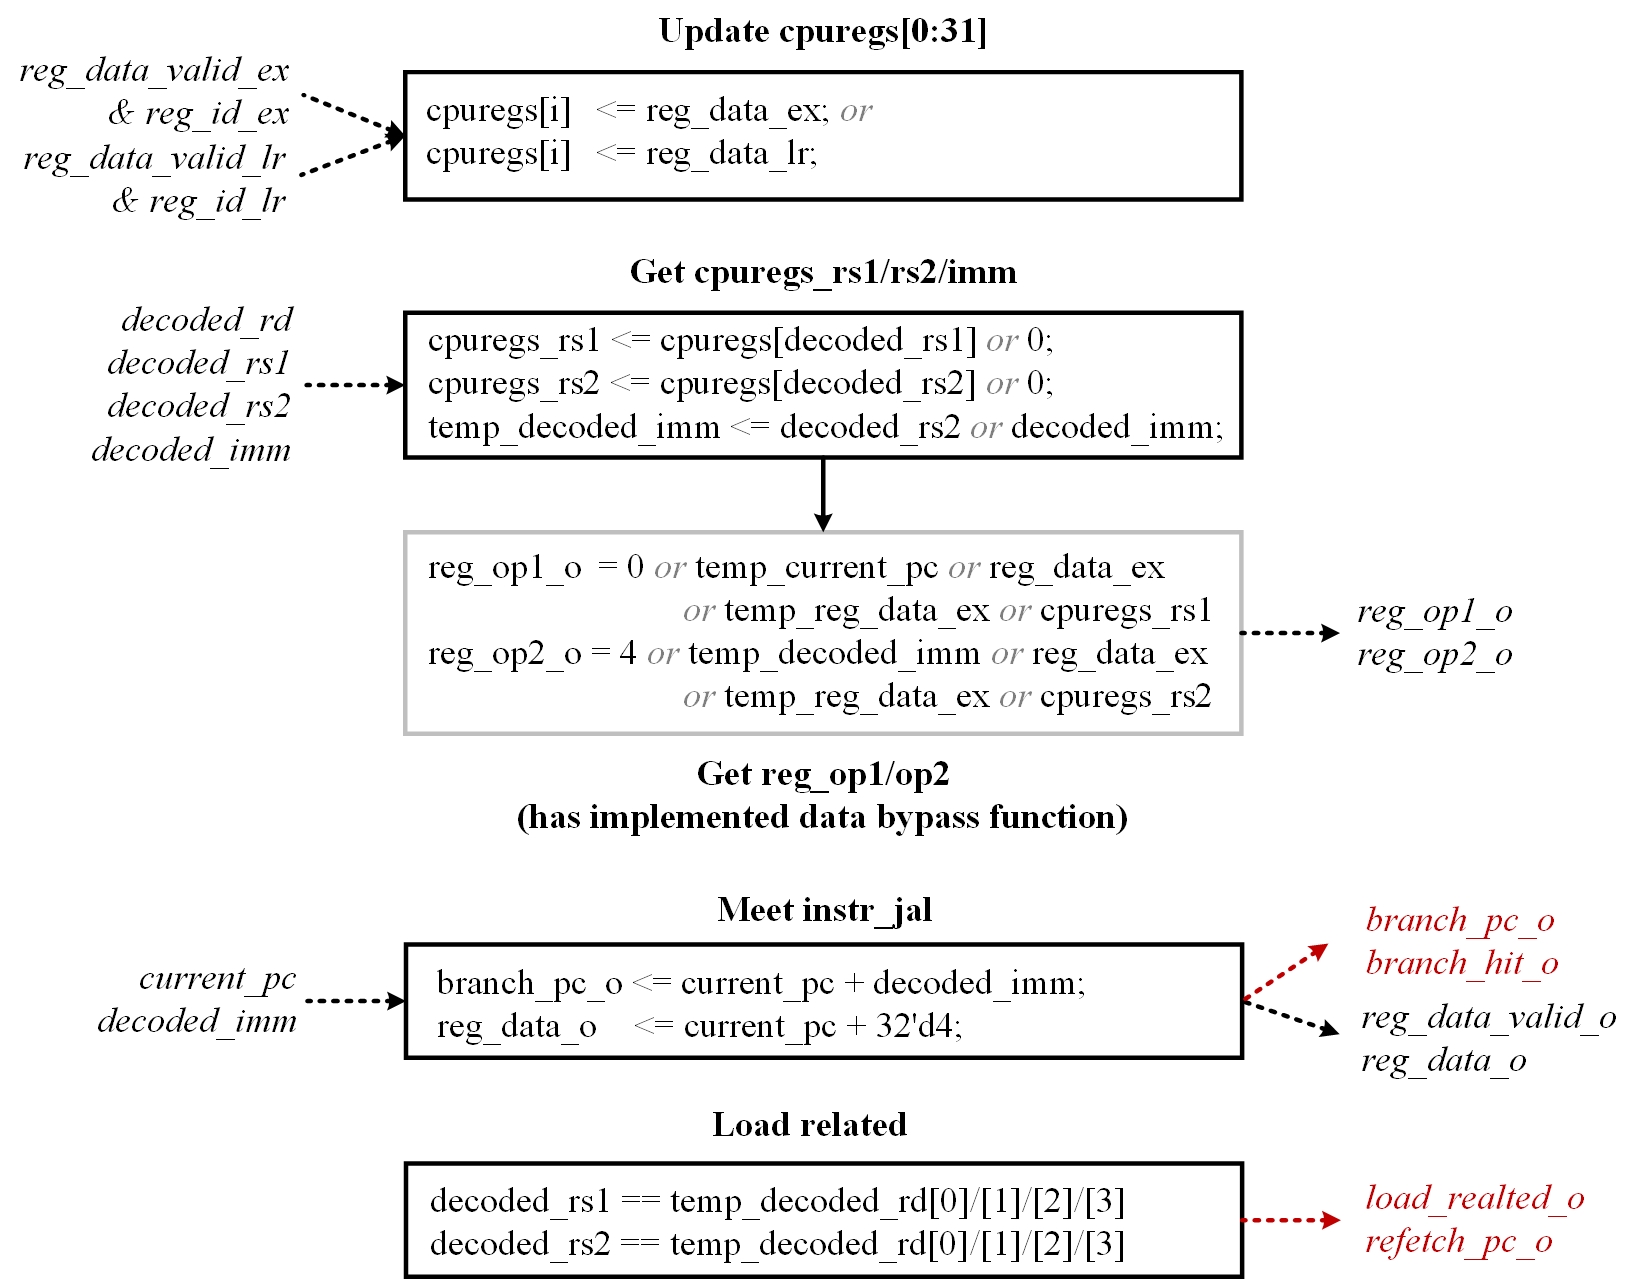 Update cpuregs[0:31]
reg_data_valid_ex
& reg_id_ex
reg_data_valid_lr
& reg_id_lr
cpuregs[i] <= reg_data_ex; or
cpuregs[i] <= reg_data_lr;
Get cpuregs_rs1/rs2/imm
decoded_rd
decoded_rs1
decoded_rs2
decoded_imm
cpuregs_rs1 <= cpuregs[decoded_rs1] or 0;
cpuregs_rs2 <= cpuregs[decoded_rs2] or 0;
temp_decoded_imm <= decoded_rs2 or decoded_imm;
reg_op1_o = 0 or temp_current_pc or reg_data_ex
or temp_reg_data_ex or cpuregs_rs1
reg_op2_o = 4 or temp_decoded_imm or reg_data_ex
or temp_reg_data_ex or cpuregs_rs2
reg_op1_o
reg_op2_o
Get reg_op1/op2
(has implemented data bypass function)
Meet instr_jal
current_pc
decoded_imm
branch_pc_o <= current_pc + decoded_imm;
reg_data_o <= current_pc + 32'd4;
branch_pc_o
branch_hit_o
reg_data_valid_o
reg_data_o
Load related
decoded_rs1 == temp_decoded_rd[0]/[1]/[2]/[3]
decoded_rs2 == temp_decoded_rd[0]/[1]/[2]/[3]
load_realted_o
refetch_pc_o